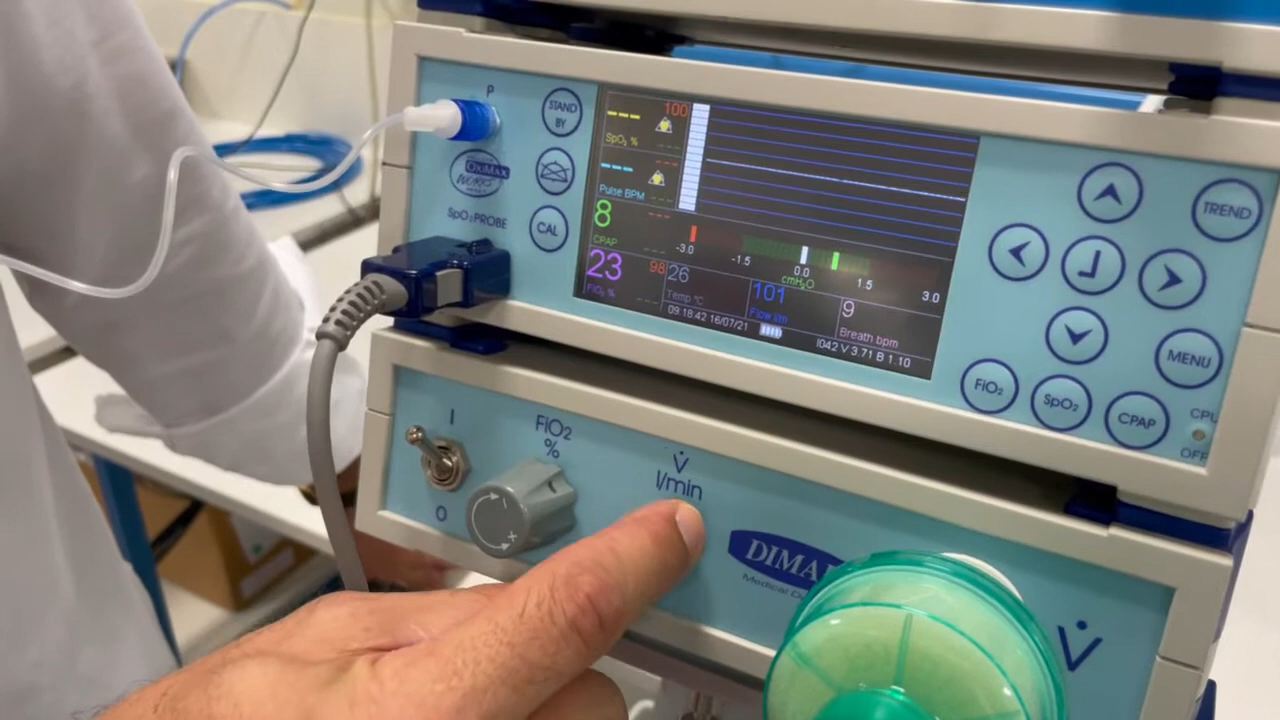 P
STAND
BY
OxiMax
WORKS
SpO₂ PROBE
CAL
100
SpO₂ %
Pulse BPM
8
CPAP
-3.0
-1.5
0.0
1.5
3.0
cmH₂O
23
98
FiO₂ %
26
Temp °C
101
Flow l/m
9
Breath bpm
09:18:42 16/07/21
I042 V 3.71 B 1.10
TREND
MENU
FiO₂
SpO₂
CPAP
CPU
OFF
I
O
FiO₂
%
V̇
l/min
DIMA
Medical
V̇